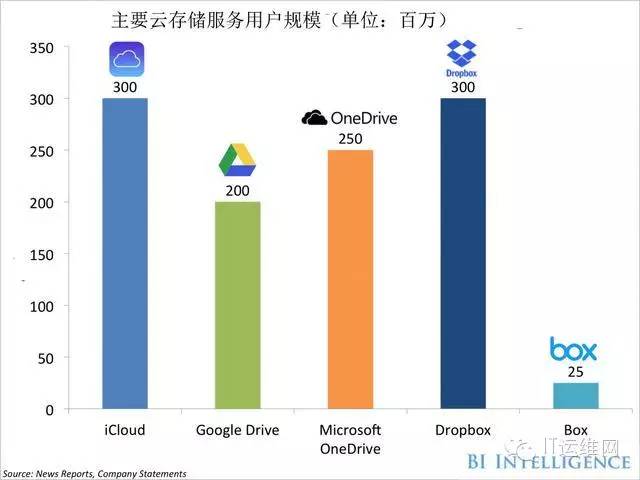 主要云存储服务用户规模（单位：百万）
350
300
250
200
150
100
50
0
300
200
OneDrive
250
Dropbox
300
box
25
iCloud
Google Drive
Microsoft
OneDrive
Dropbox
Box
IT运维网
Source: News Reports, Company Statements
BI INTELLIGENCE